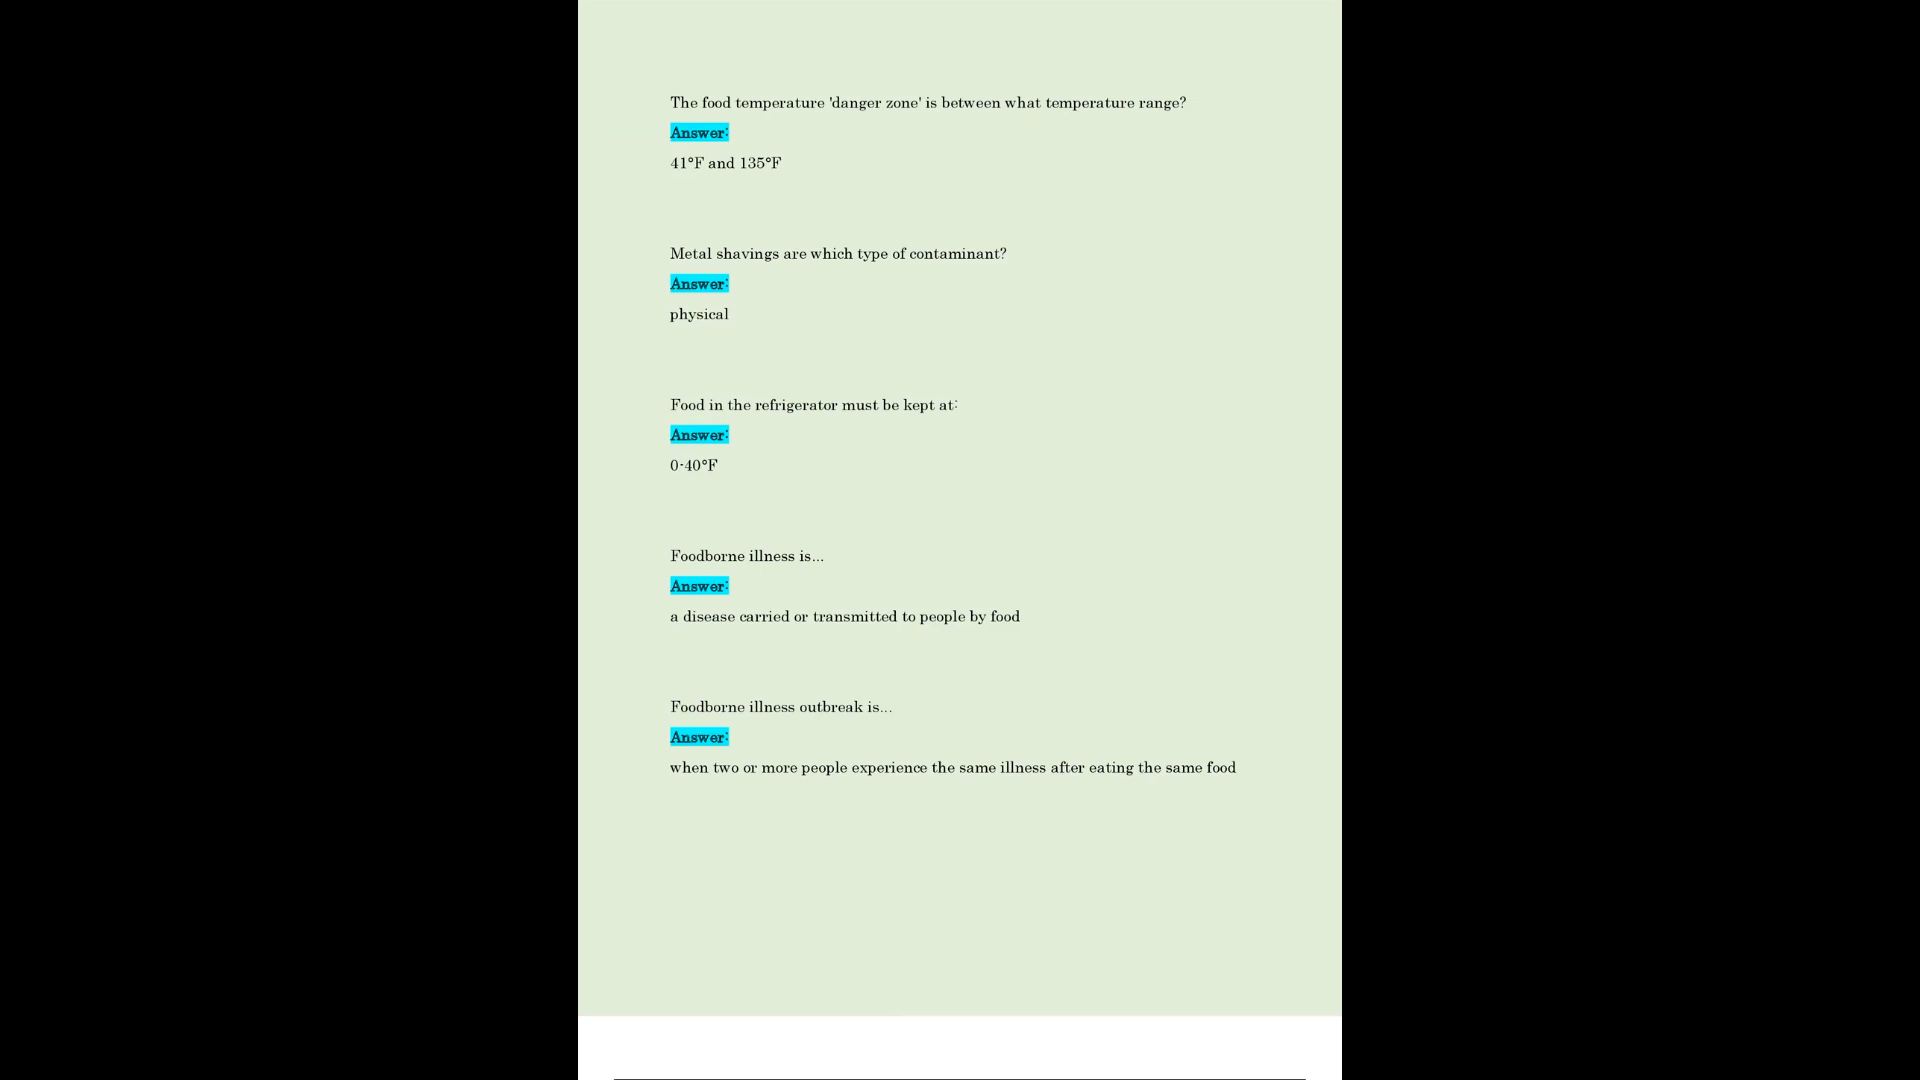 The food temperature 'danger zone' is between what temperature range?
Answer:
41°F and 135°F
Metal shavings are which type of contaminant?
Answer:
physical
Food in the refrigerator must be kept at:
Answer:
0-40°F
Foodborne illness is...
Answer:
a disease carried or transmitted to people by food
Foodborne illness outbreak is...
Answer:
when two or more people experience the same illness after eating the same food